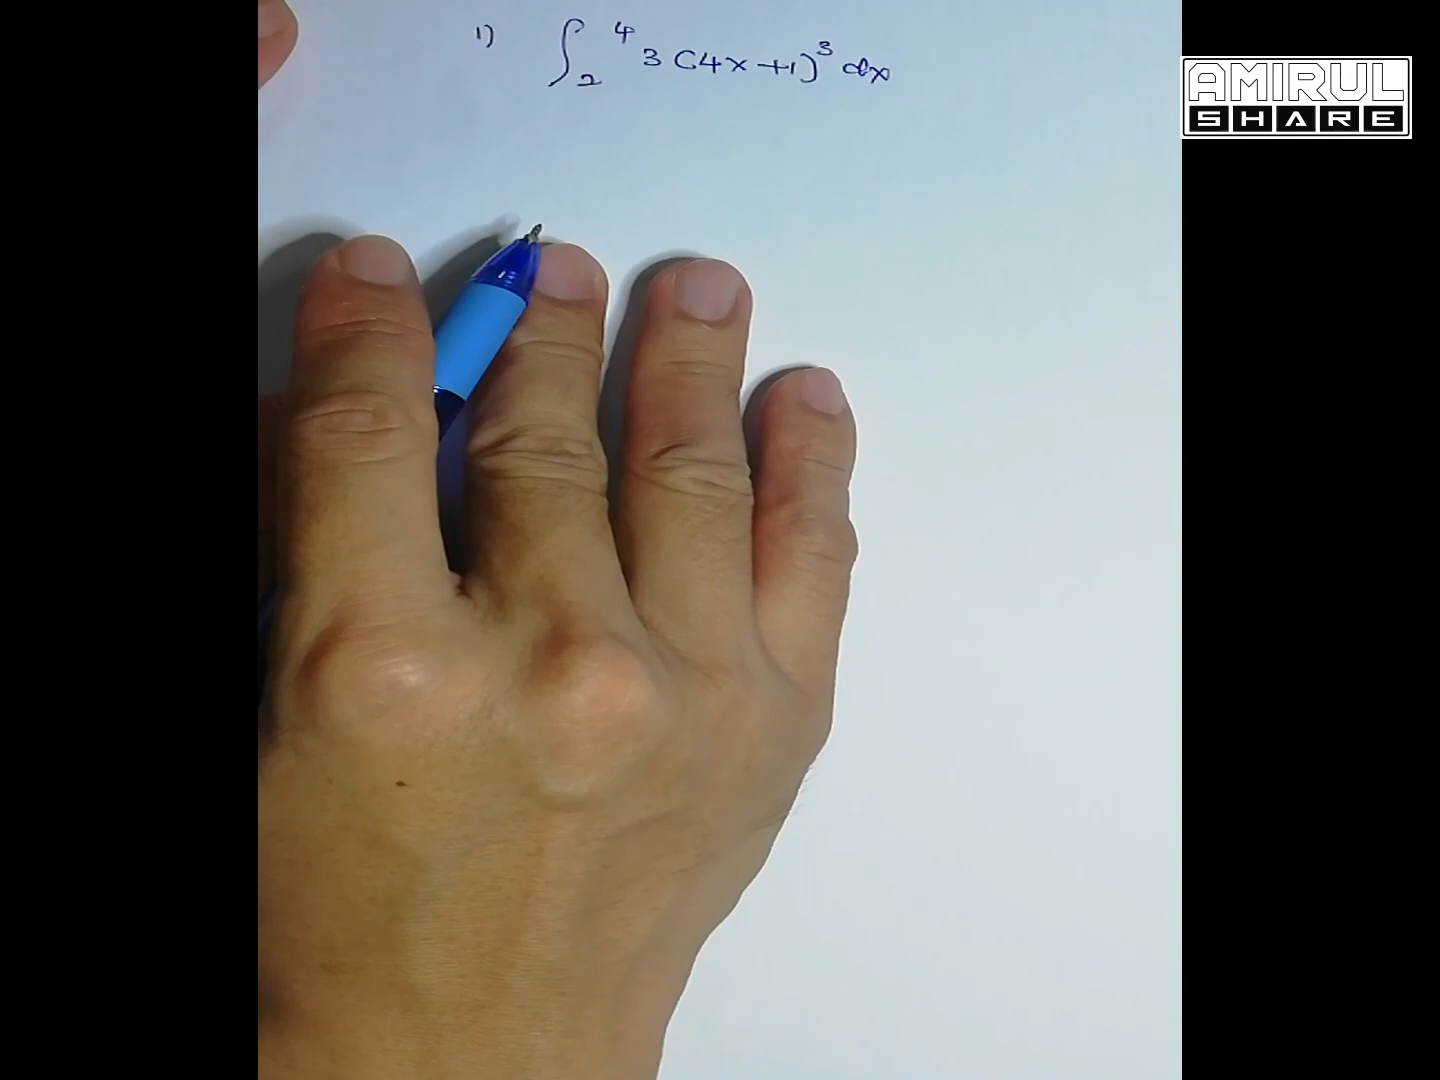 1) ∫₂⁴ 3(4x+1)³ dx
AMIRUL
SHARE